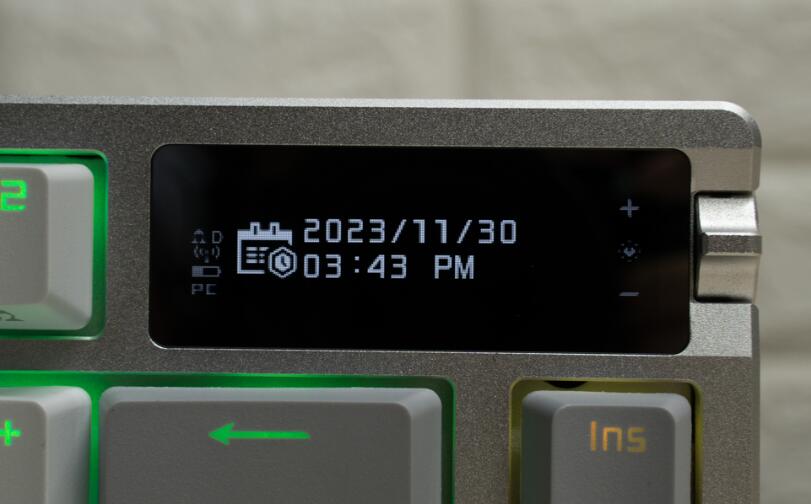 2
D
2023/11/30
03:43 PM
PC
+
-
+
Ins